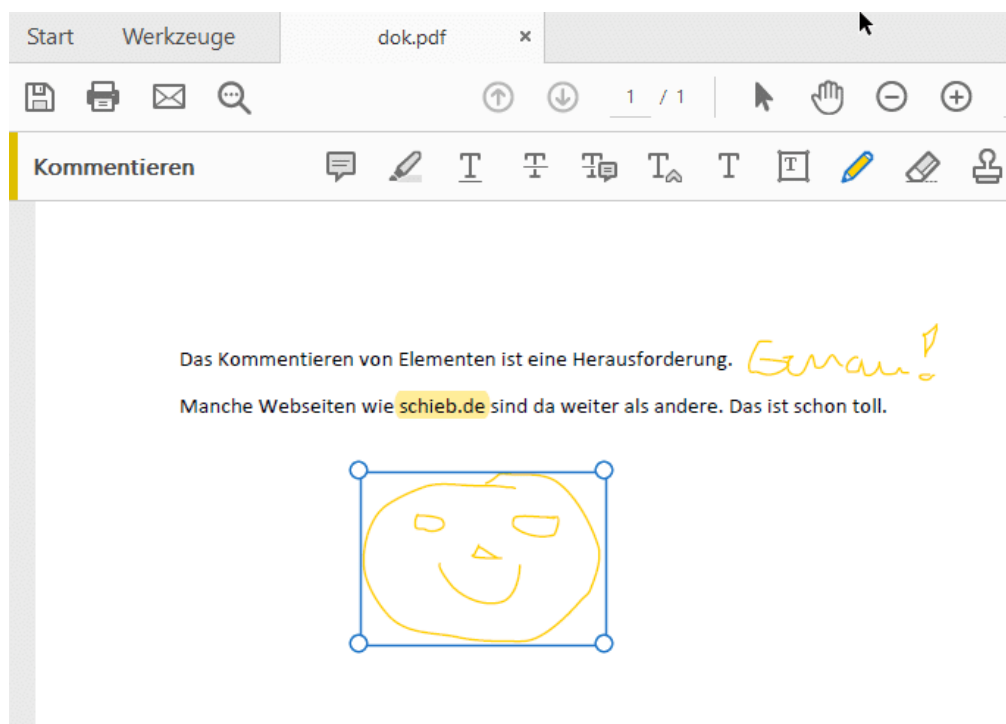 Start Werkzeuge dok.pdf ×
1 / 1
Kommentieren
Das Kommentieren von Elementen ist eine Herausforderung. Genau!
Manche Webseiten wie schieb.de sind da weiter als andere. Das ist schon toll.